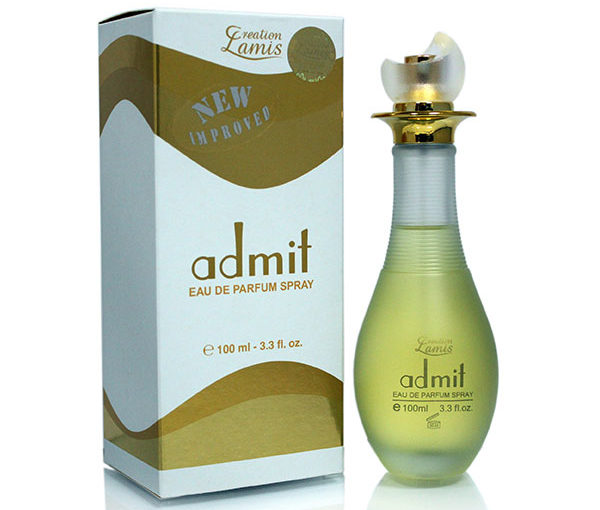 Creation
Lamis
NEW
IMPROVED
admit
EAU DE PARFUM SPRAY
e 100 ml - 3.3 fl. oz.
Creation
Lamis
admit
EAU DE PARFUM SPRAY
e 100ml 3.3 fl.oz.